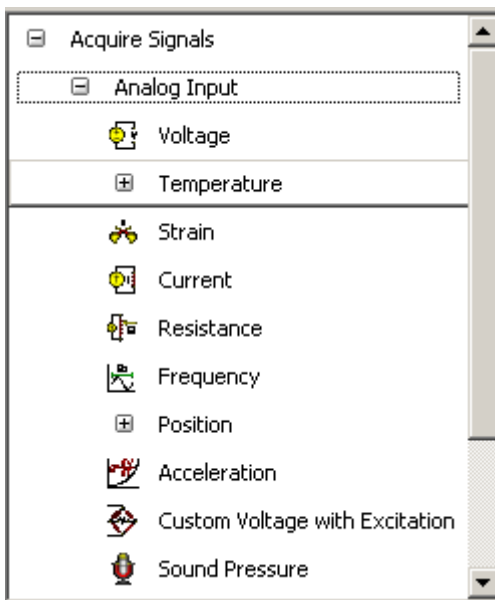 Acquire Signals
Analog Input
Voltage
Temperature
Strain
Current
Resistance
Frequency
Position
Acceleration
Custom Voltage with Excitation
Sound Pressure